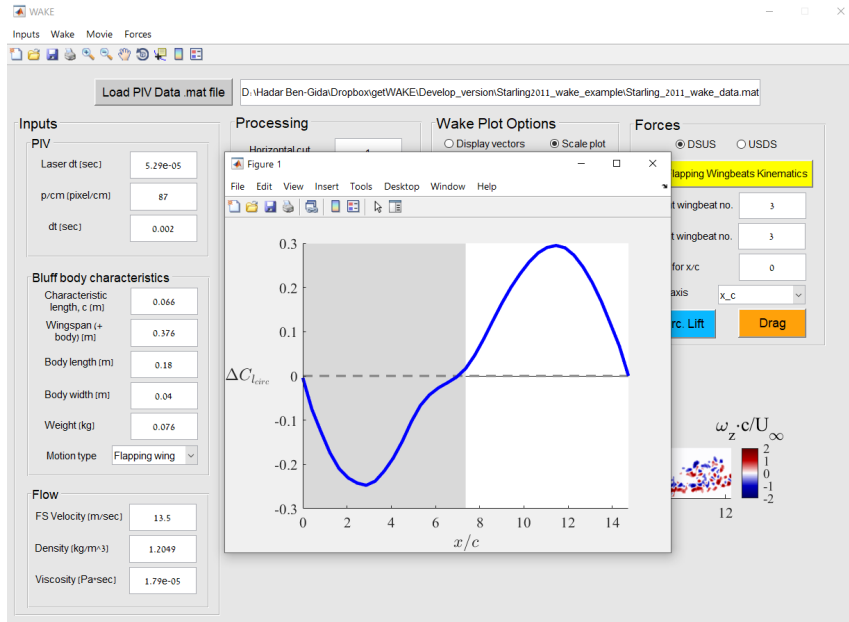 WAKE
Inputs Wake Movie Forces
Load PIV Data .mat file
D:\Hadar Ben-Gida\Dropbox\getWAKE\Develop_version\Starling2011_wake_example\Starling_2011_wake_data.mat
Inputs
PIV
Laser dt [sec] 5.29e-05
p/cm [pixel/cm] 87
dt [sec] 0.002
Bluff body characteristics
Characteristic
length, c [m] 0.066
Wingspan (+
body) [m] 0.376
Body length [m] 0.18
Body width [m] 0.04
Weight [kg] 0.076
Motion type Flapping wing
Flow
FS Velocity [m/sec] 13.5
Density [kg/m^3] 1.2049
Viscosity [Pa*sec] 1.79e-05
Processing
Horizontal cut
Wake Plot Options
Display vectors Scale plot
Forces
DSUS USDS
lapping Wingbeats Kinematics
t wingbeat no. 3
t wingbeat no. 3
for x/c 0
axis x_c
rc. Lift Drag
Figure 1
File Edit View Insert Tools Desktop Window Help
0.3
0.2
0.1
0
-0.1
-0.2
-0.3
ΔC_{l_{circ}}
0 2 4 6 8 10 12 14
x/c
ω_z·c/U_∞
2
1
0
-1
-2
12